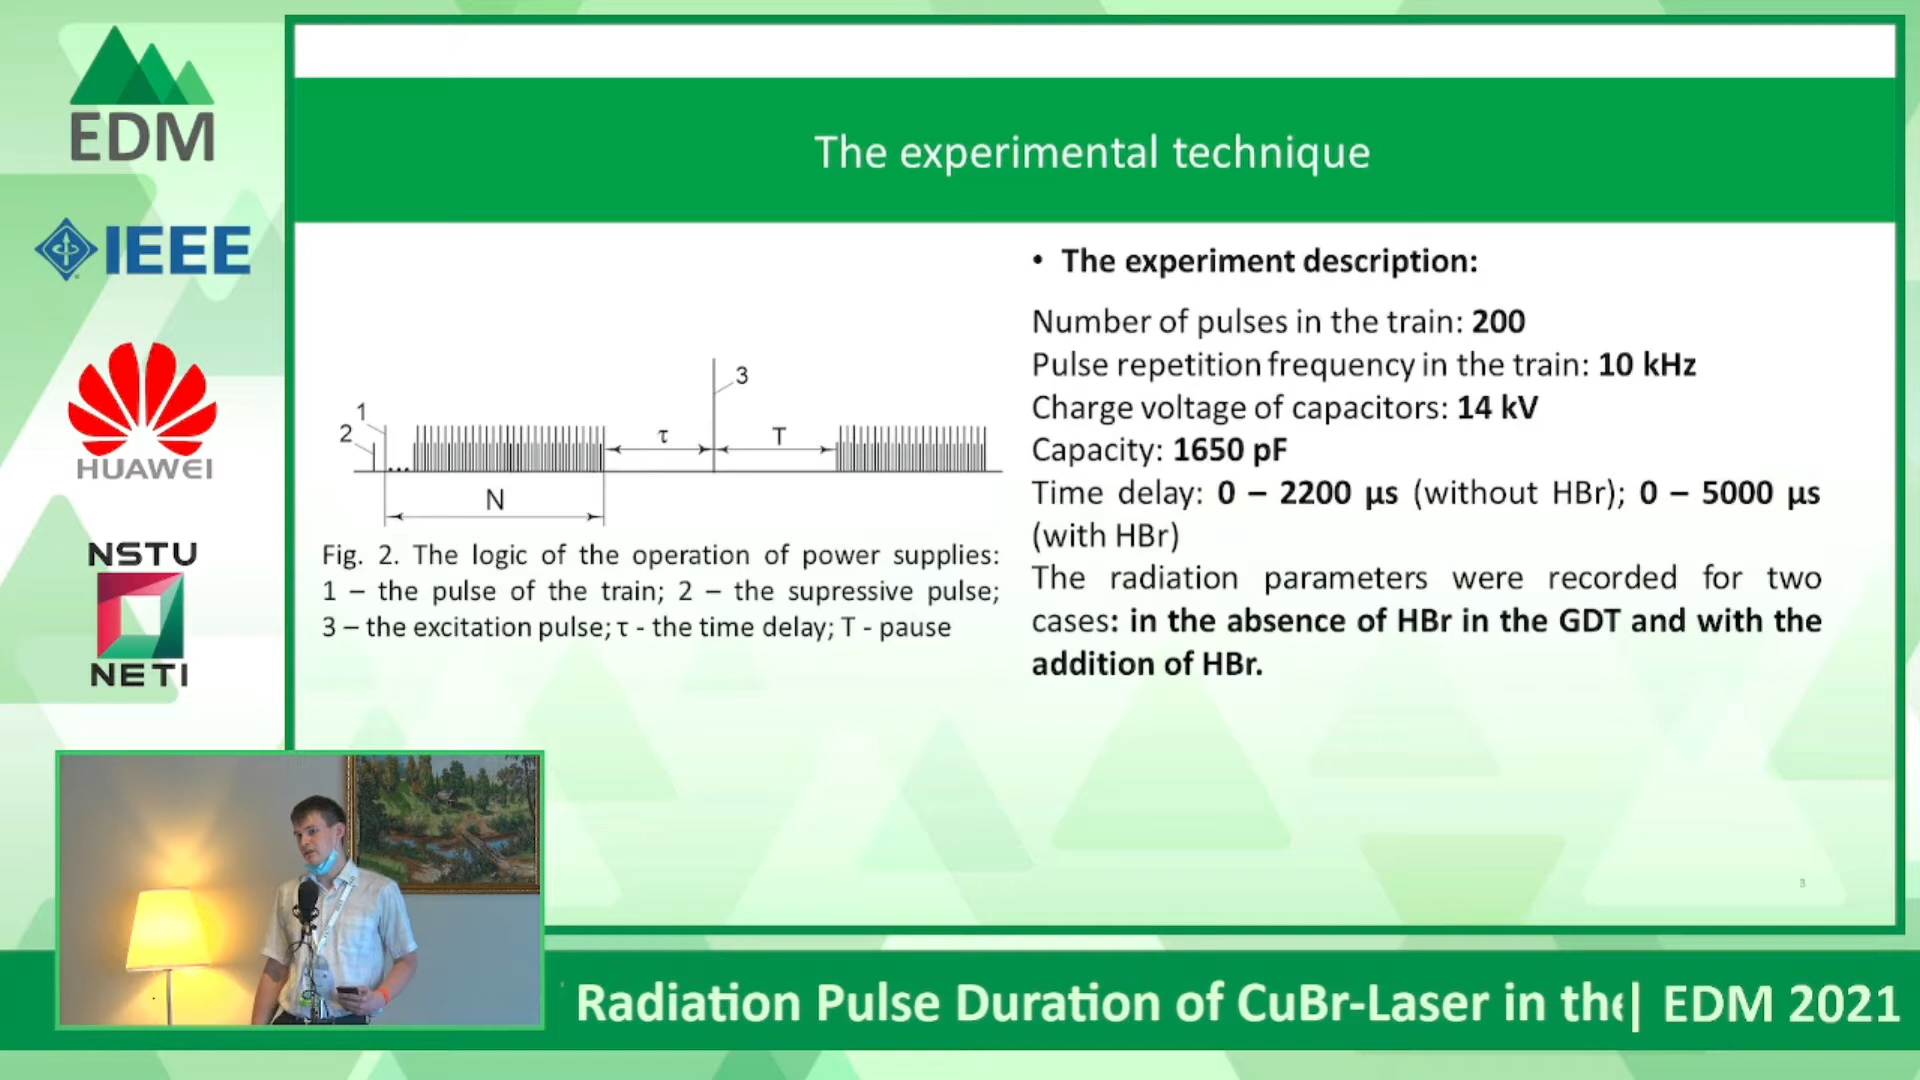 EDM
IEEE
HUAWEI
NSTU
NETI
The experimental technique
1
2
3
τ
T
N
Fig. 2. The logic of the operation of power supplies:
1 – the pulse of the train; 2 – the supressive pulse;
3 – the excitation pulse; τ - the time delay; T - pause
• The experiment description:
Number of pulses in the train: 200
Pulse repetition frequency in the train: 10 kHz
Charge voltage of capacitors: 14 kV
Capacity: 1650 pF
Time delay: 0 – 2200 µs (without HBr); 0 – 5000 µs
(with HBr)
The radiation parameters were recorded for two
cases: in the absence of HBr in the GDT and with the
addition of HBr.
3
Radiation Pulse Duration of CuBr-Laser in the| EDM 2021